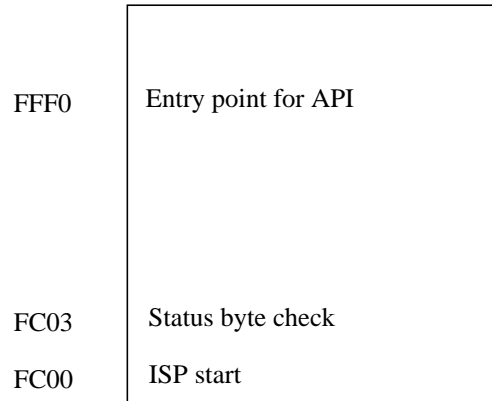 FFF0 Entry point for API
FC03 Status byte check
FC00 ISP start